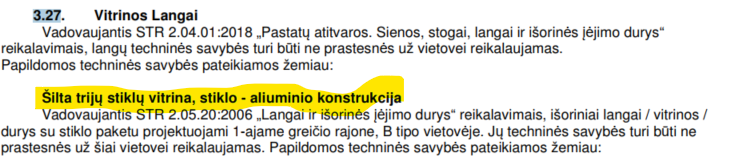 3.27. Vitrinos Langai
Vadovaujantis STR 2.04.01:2018 „Pastatų atitvaros. Sienos, stogai, langai ir išorinės įėjimo durys“
reikalavimais, langų techninės savybės turi būti ne prastesnės už vietovei reikalaujamas.
Papildomos techninės savybės pateikiamos žemiau:
Šilta trijų stiklų vitrina, stiklo - aliuminio konstrukcija
Vadovaujantis STR 2.05.20:2006 „Langai ir išorinės įėjimo durys“ reikalavimais, išoriniai langai / vitrinos /
durys su stiklo paketu projektuojami 1-ajame greičio rajone, B tipo vietovėje. Jų techninės savybės turi būti ne
prastesnės už šiai vietovei reikalaujamas. Papildomos techninės savybės pateikiamos žemiau: